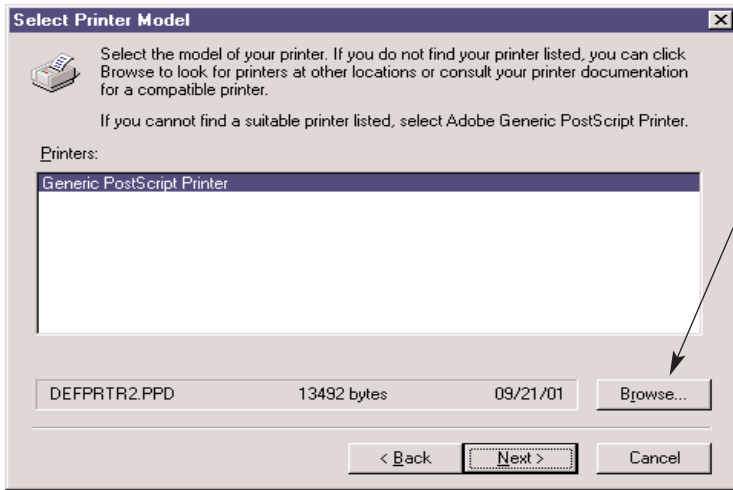 Select Printer Model
Select the model of your printer. If you do not find your printer listed, you can click
Browse to look for printers at other locations or consult your printer documentation
for a compatible printer.
If you cannot find a suitable printer listed, select Adobe Generic PostScript Printer.
Printers:
Generic PostScript Printer
DEFPRTR2.PPD 13492 bytes 09/21/01 Browse...
< Back Next > Cancel